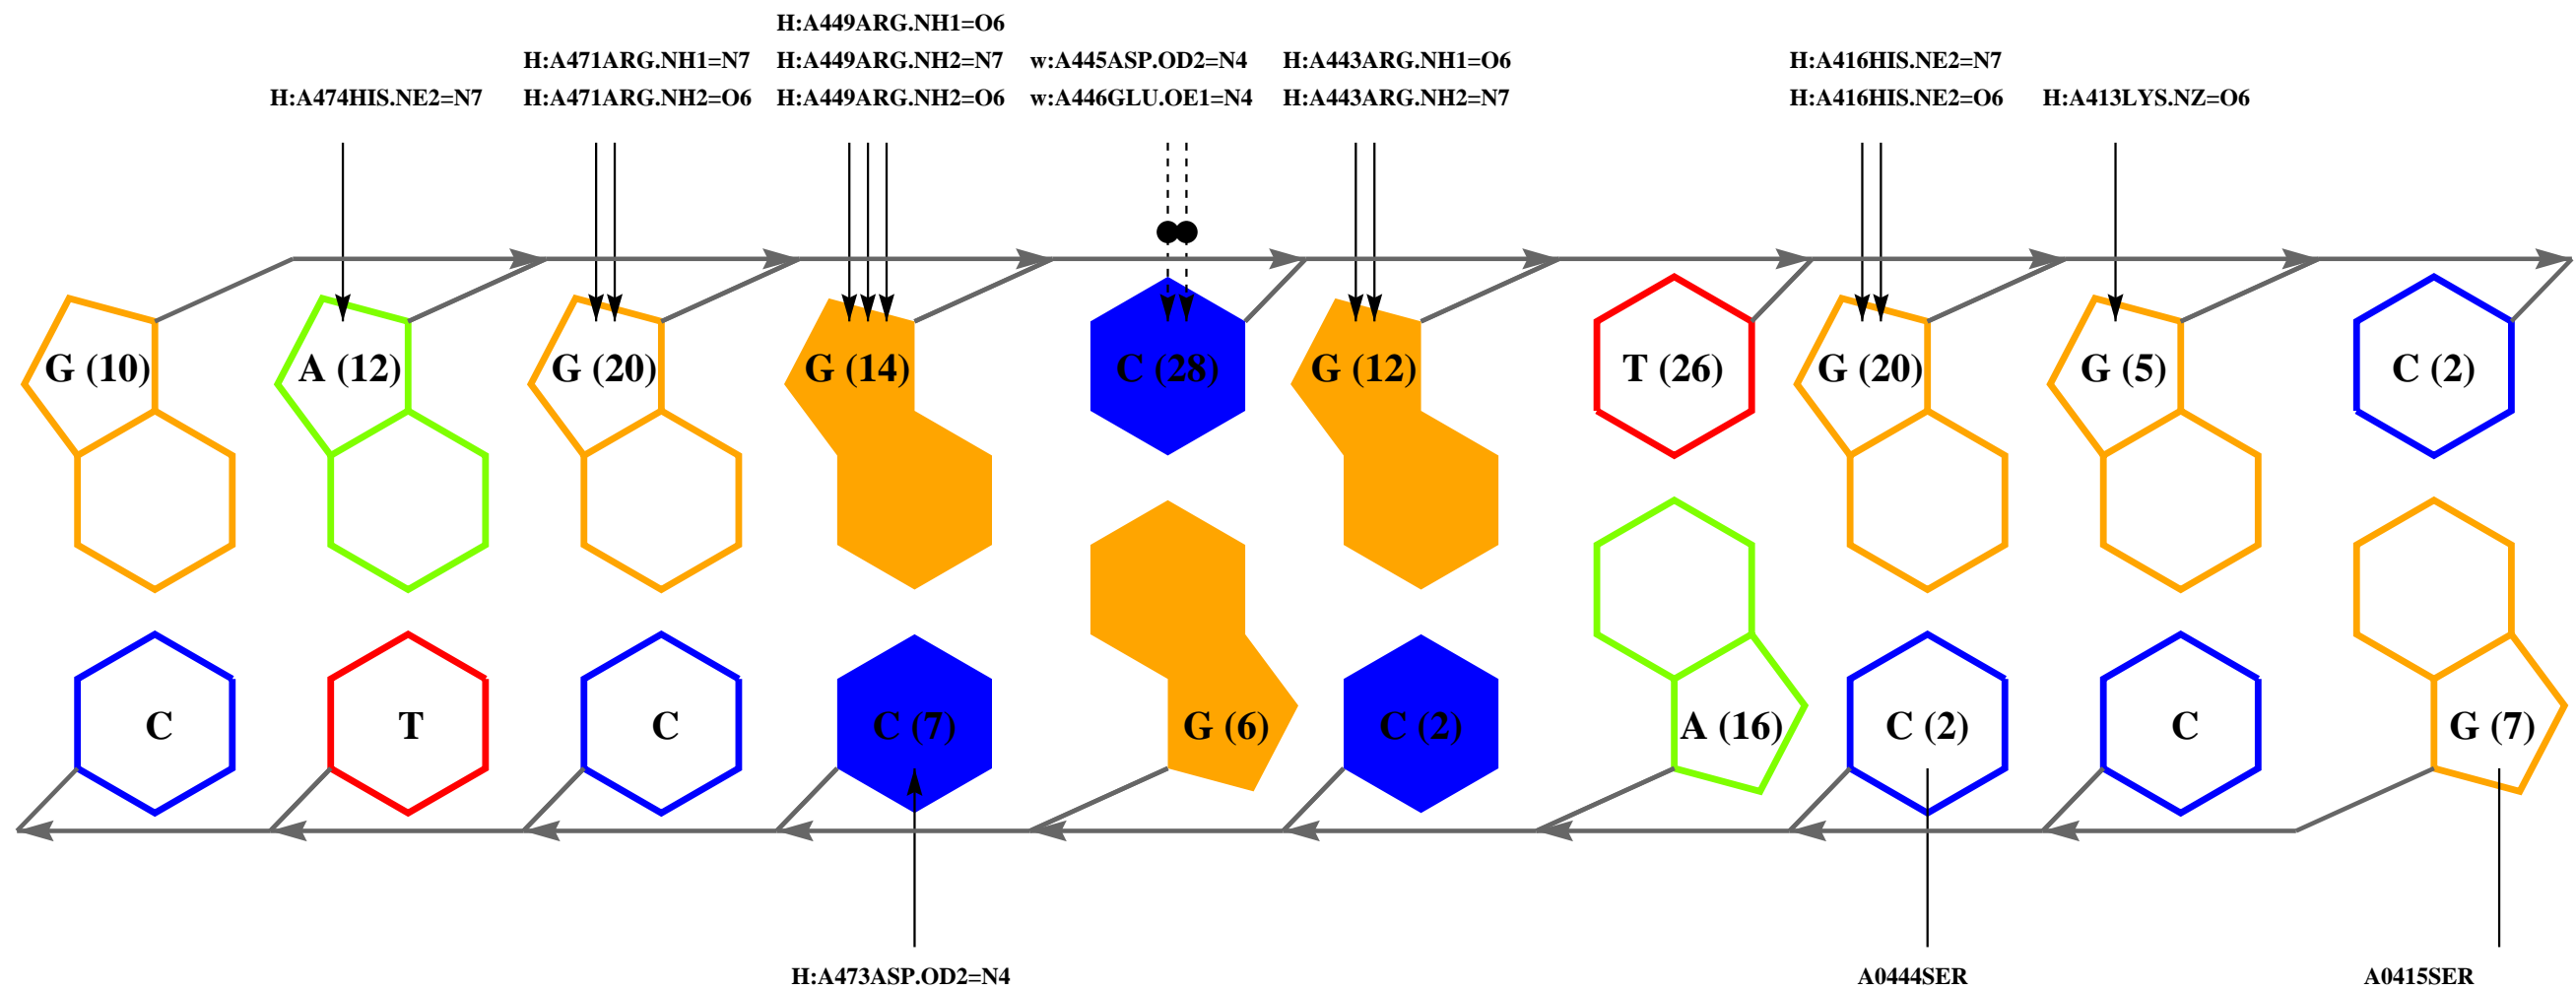 H:A449ARG.NH1=O6
H:A471ARG.NH1=N7 H:A449ARG.NH2=N7 w:A445ASP.OD2=N4 H:A443ARG.NH1=O6 H:A416HIS.NE2=N7
H:A474HIS.NE2=N7 H:A471ARG.NH2=O6 H:A449ARG.NH2=O6 w:A446GLU.OE1=N4 H:A443ARG.NH2=N7 H:A416HIS.NE2=O6 H:A413LYS.NZ=O6
G (10) A (12) G (20) G (14) C (28) G (12) T (26) G (20) G (5) C (2)
C T C C (7) G (6) C (2) A (16) C (2) C G (7)
H:A473ASP.OD2=N4 A0444SER A0415SER